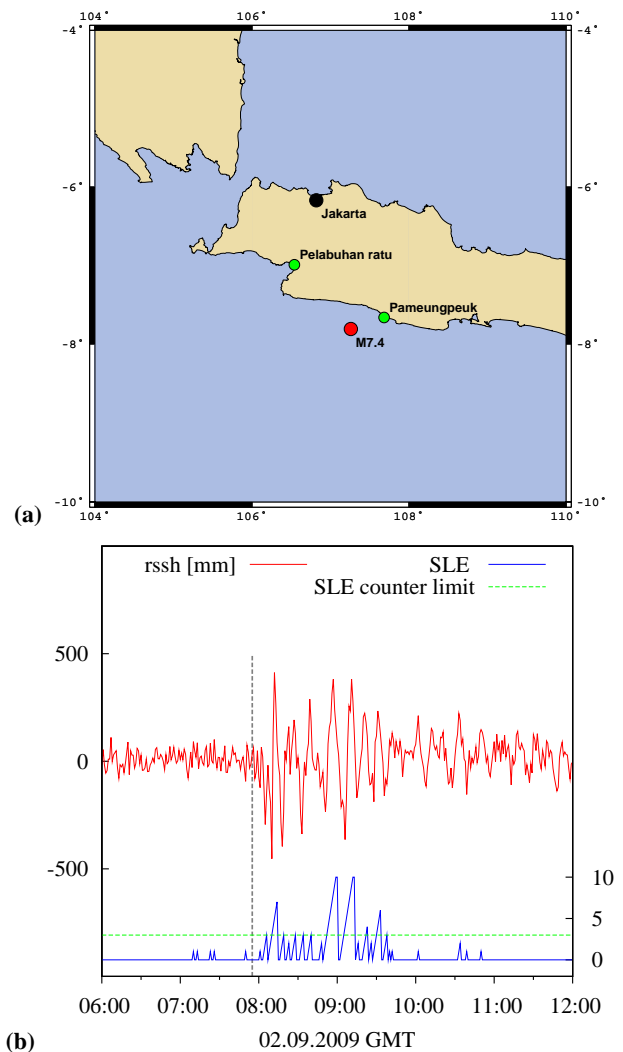 104° 106° 108° 110°
-4° -4°
Jakarta
-6° -6°
Pelabuhan ratu
Pameungpeuk
M7.4
-8° -8°
-10° -10°
(a)
104° 106° 108° 110°
rssh [mm] SLE
SLE counter limit
500
0
-500
10
5
0
06:00 07:00 08:00 09:00 10:00 11:00 12:00
(b) 02.09.2009 GMT